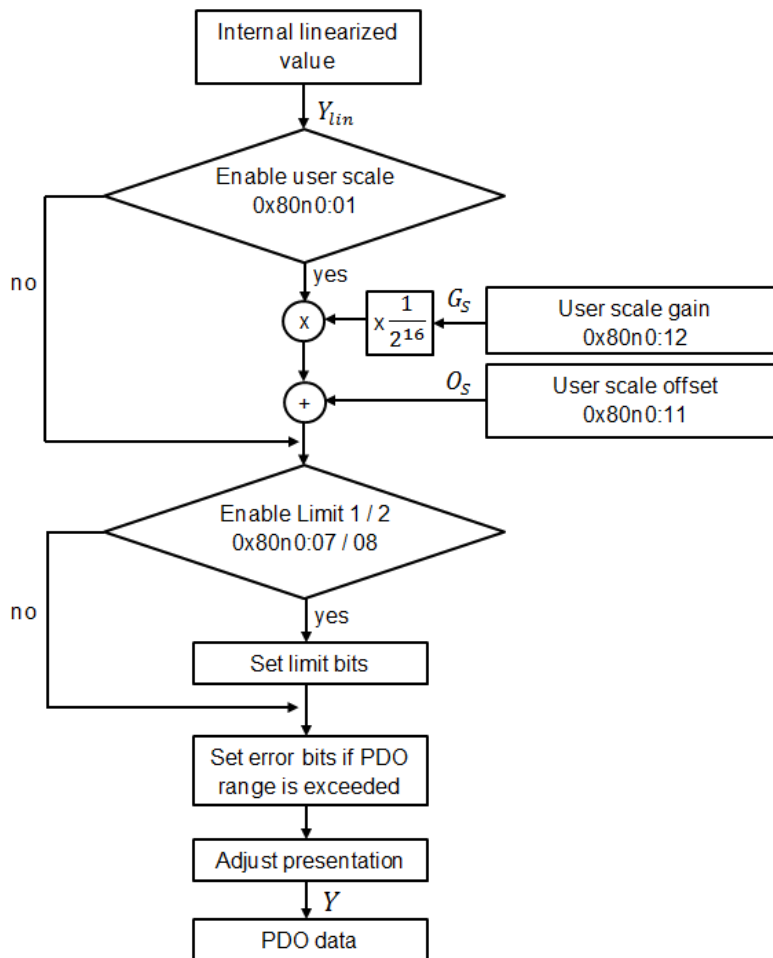 Internal linearized
value
Y_lin
Enable user scale
0x80n0:01
no
yes
x
x 1/2^16
G_S
User scale gain
0x80n0:12
+
O_S
User scale offset
0x80n0:11
Enable Limit 1 / 2
0x80n0:07 / 08
no
yes
Set limit bits
Set error bits if PDO
range is exceeded
Adjust presentation
Y
PDO data